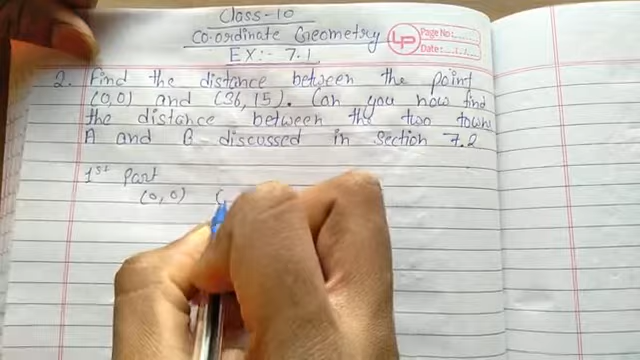 Class-10
Co-ordinate Geometry
EX:- 7.1
LP
Page No:
Date:
2. Find the distance between the point
(0,0) and (36,15). Can you now find
the distance between the two towns
A and B discussed in section 7.2
1st Part
(0,0) (